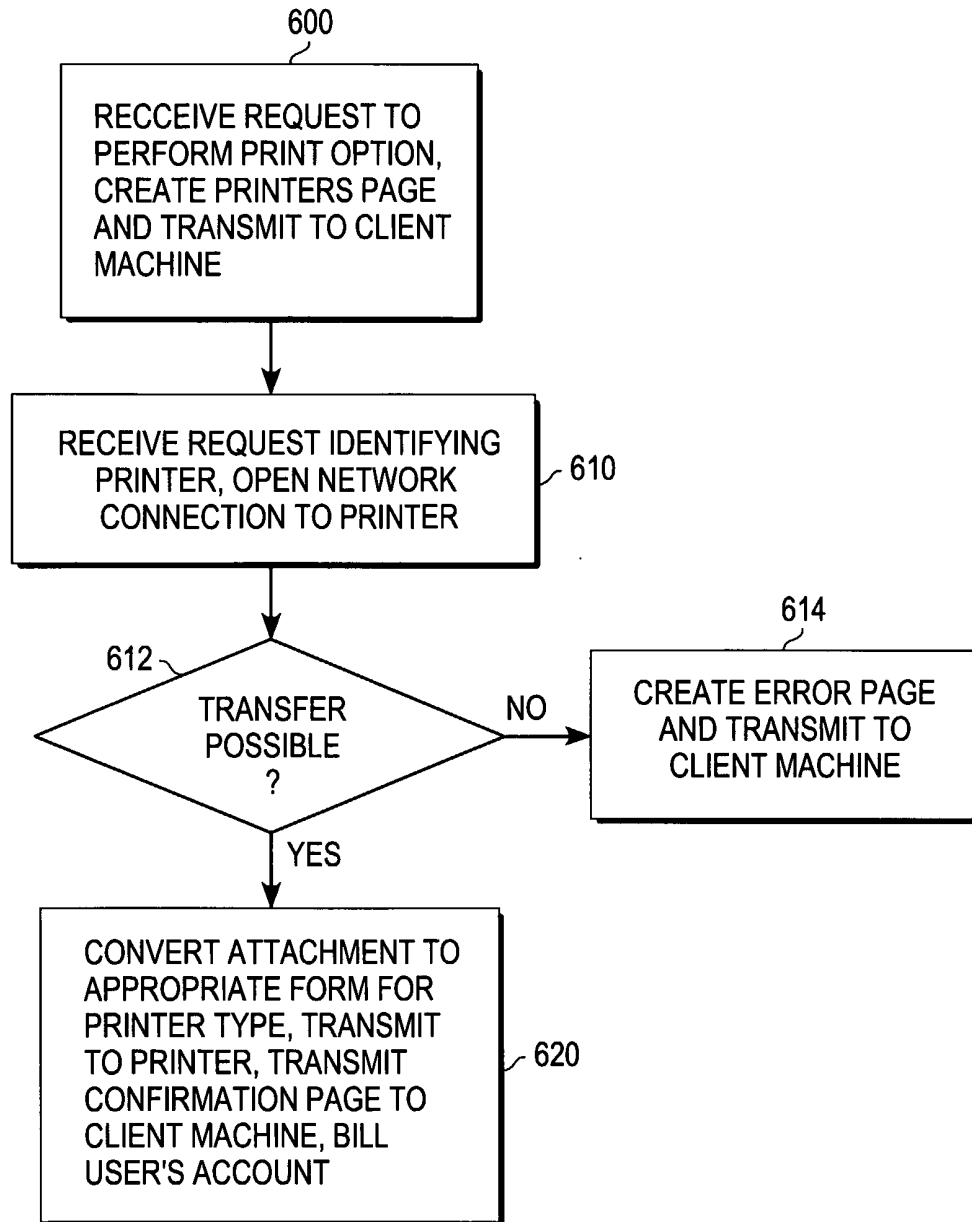 600
RECCEIVE REQUEST TO
PERFORM PRINT OPTION,
CREATE PRINTERS PAGE
AND TRANSMIT TO CLIENT
MACHINE
RECEIVE REQUEST IDENTIFYING
PRINTER, OPEN NETWORK
CONNECTION TO PRINTER
610
612
TRANSFER
POSSIBLE
?
NO
614
CREATE ERROR PAGE
AND TRANSMIT TO
CLIENT MACHINE
YES
CONVERT ATTACHMENT TO
APPROPRIATE FORM FOR
PRINTER TYPE, TRANSMIT
TO PRINTER, TRANSMIT
CONFIRMATION PAGE TO
CLIENT MACHINE, BILL
USER'S ACCOUNT
620